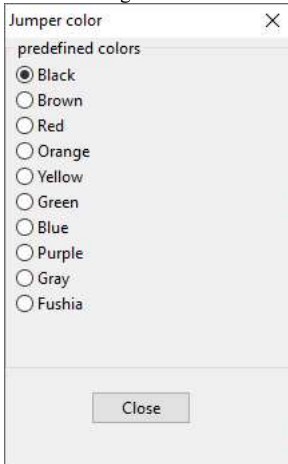 Jumper color
predefined colors
Black
Brown
Red
Orange
Yellow
Green
Blue
Purple
Gray
Fushia
Close